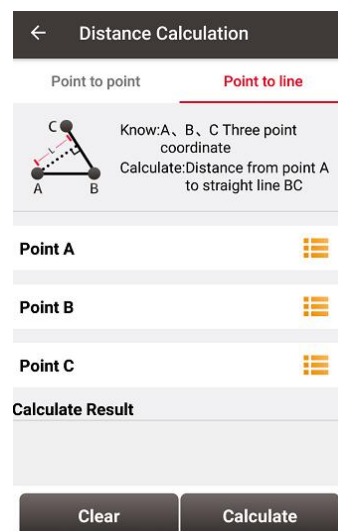 ← Distance Calculation
Point to point Point to line
C
L
A B
Know:A、B、C Three point
coordinate
Calculate:Distance from point A
to straight line BC
Point A
Point B
Point C
Calculate Result
Clear Calculate